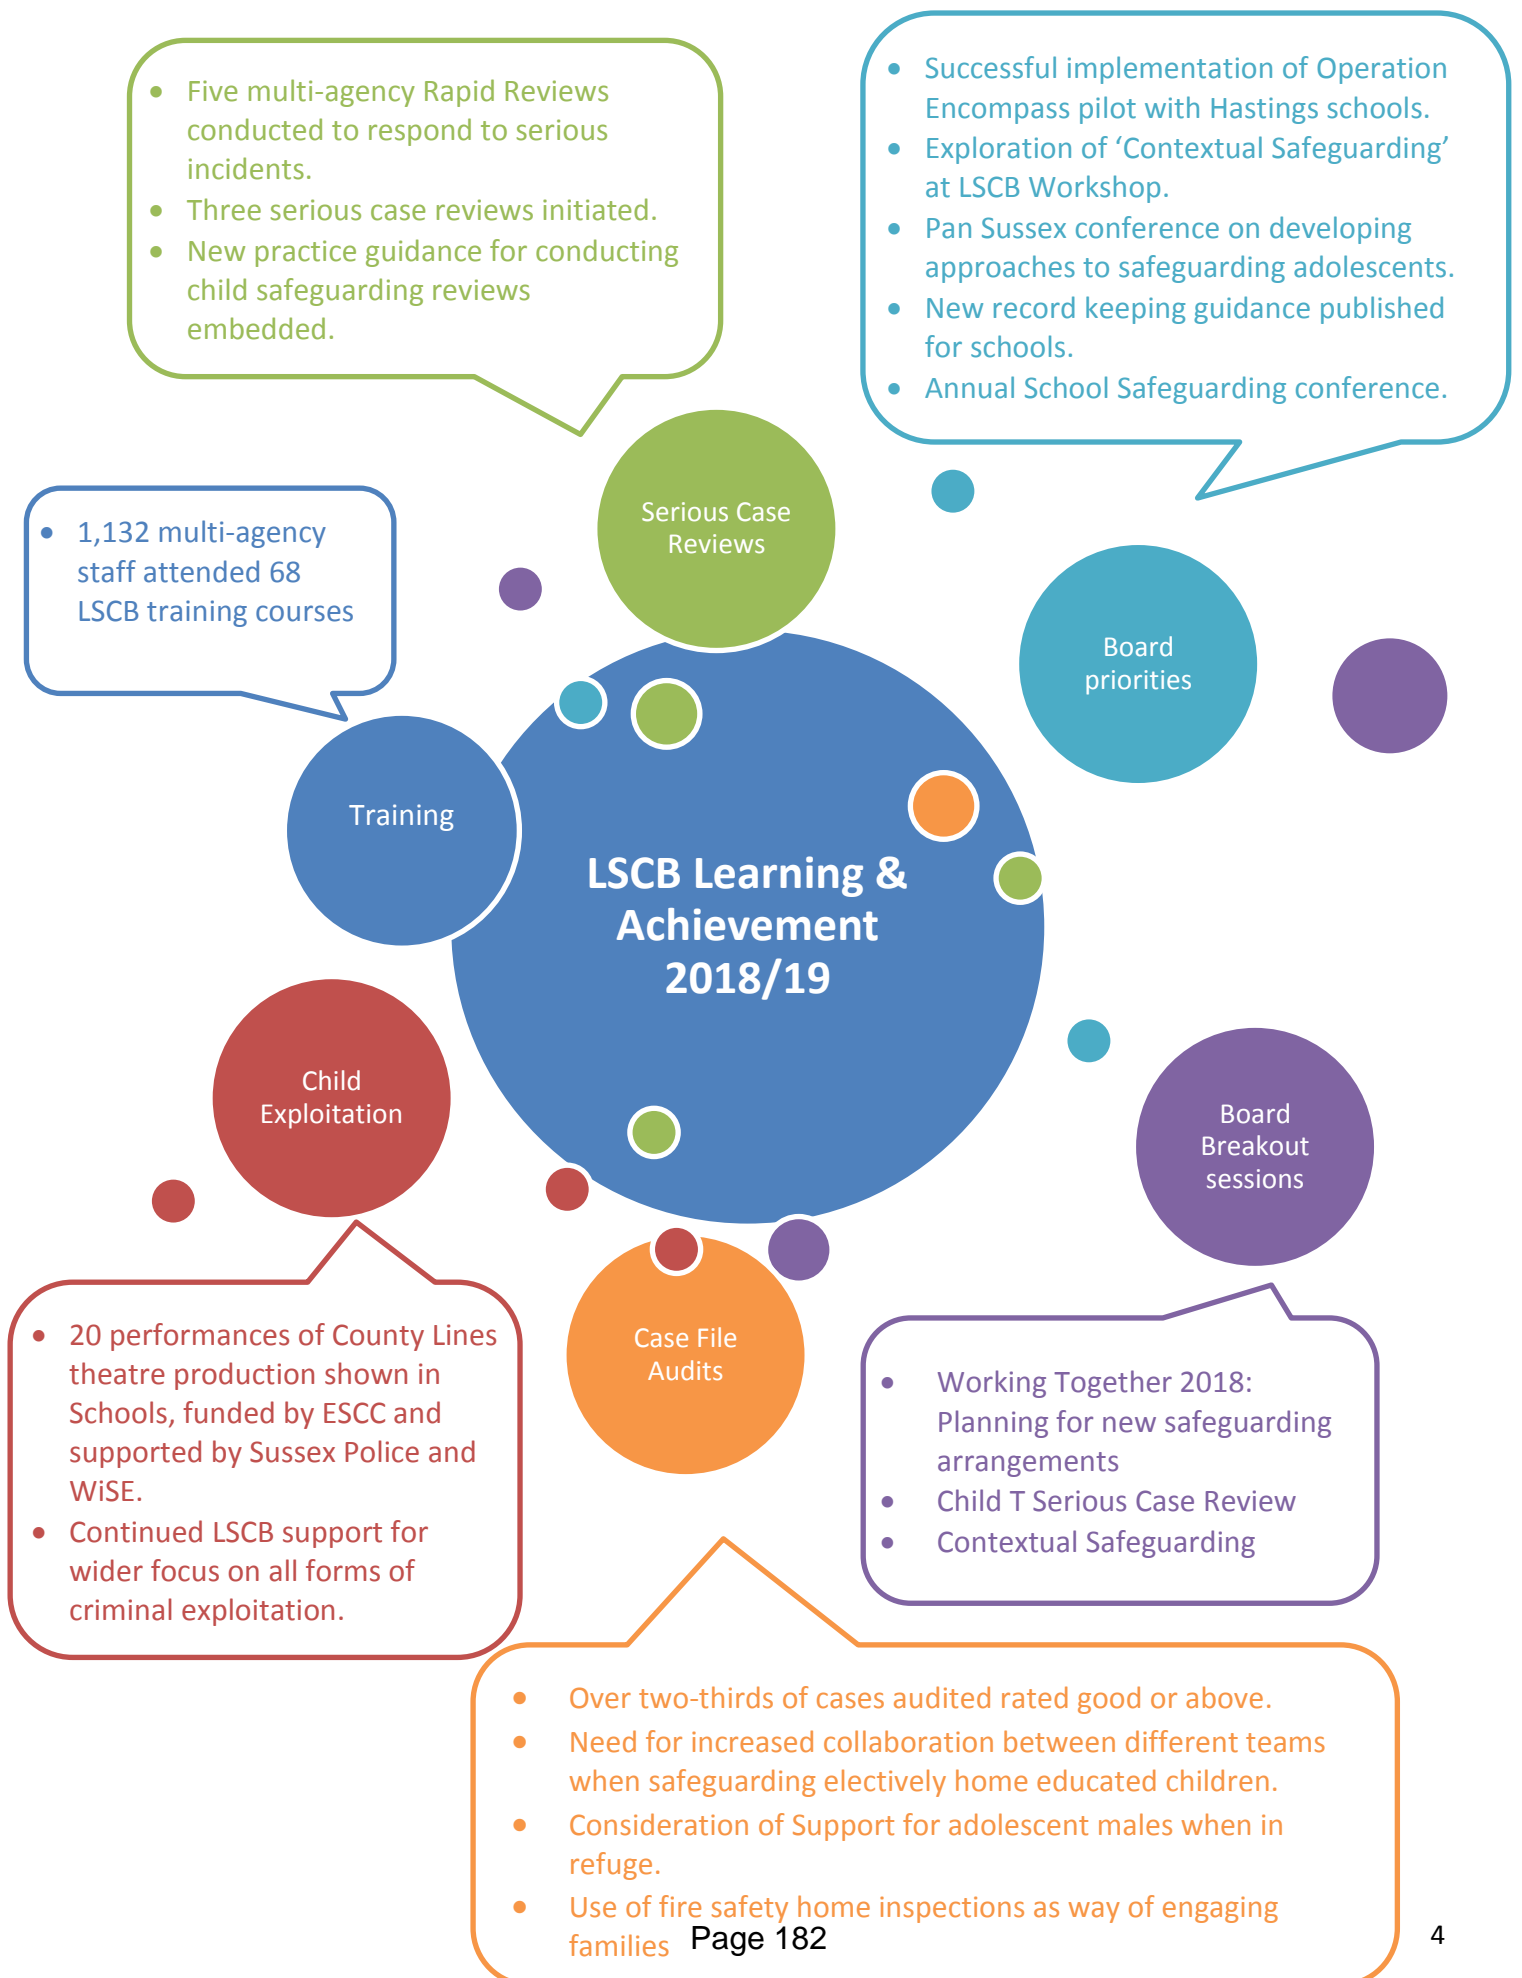 • Five multi-agency Rapid Reviews
conducted to respond to serious
incidents.
• Three serious case reviews initiated.
• New practice guidance for conducting
child safeguarding reviews
embedded.
• Successful implementation of Operation
Encompass pilot with Hastings schools.
• Exploration of ‘Contextual Safeguarding’
at LSCB Workshop.
• Pan Sussex conference on developing
approaches to safeguarding adolescents.
• New record keeping guidance published
for schools.
• Annual School Safeguarding conference.
• 1,132 multi-agency
staff attended 68
LSCB training courses
Serious Case
Reviews
Board
priorities
Training
LSCB Learning &
Achievement
2018/19
Child
Exploitation
Board
Breakout
sessions
Case File
Audits
• 20 performances of County Lines
theatre production shown in
Schools, funded by ESCC and
supported by Sussex Police and
WiSE.
• Continued LSCB support for
wider focus on all forms of
criminal exploitation.
• Working Together 2018:
Planning for new safeguarding
arrangements
• Child T Serious Case Review
• Contextual Safeguarding
• Over two-thirds of cases audited rated good or above.
• Need for increased collaboration between different teams
when safeguarding electively home educated children.
• Consideration of Support for adolescent males when in
refuge.
• Use of fire safety home inspections as way of engaging
families
Page 182
4